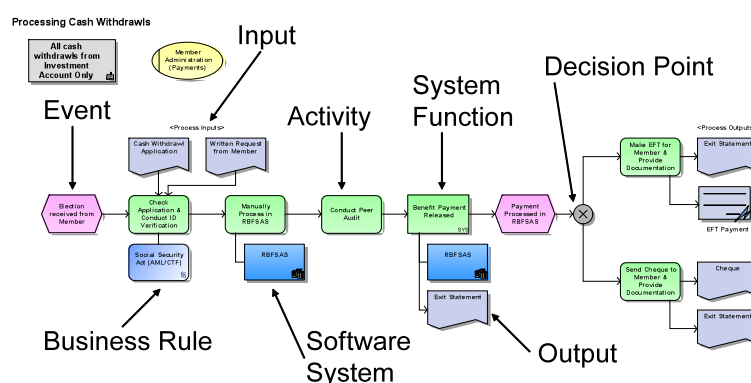 Processing Cash Withdrawls
All cash
withdrawls from
Investment
Account Only
Member
Administration
(Payments)
Input
Event
Activity
System
Function
Decision Point
<Process Inputs>
Cash Withdrawl
Application
Written Request
from Member
Election
received from
Member
Check
Application &
Conduct ID
Verification
Manually
Process in
RBFSAS
Conduct Peer
Audit
Benefit Payment
Released
SYS
Payment
Processed in
RBFSAS
Social Security
Act (AML/CTF)
RBFSAS
RBFSAS
Exit Statement
<Process Outputs
Make EFT for
Member &
Provide
Documentation
Exit Statement
EFT Payment
Send Cheque to
Member &
Provide
Documentation
Cheque
Exit Statement
Business Rule
Software
System
Output